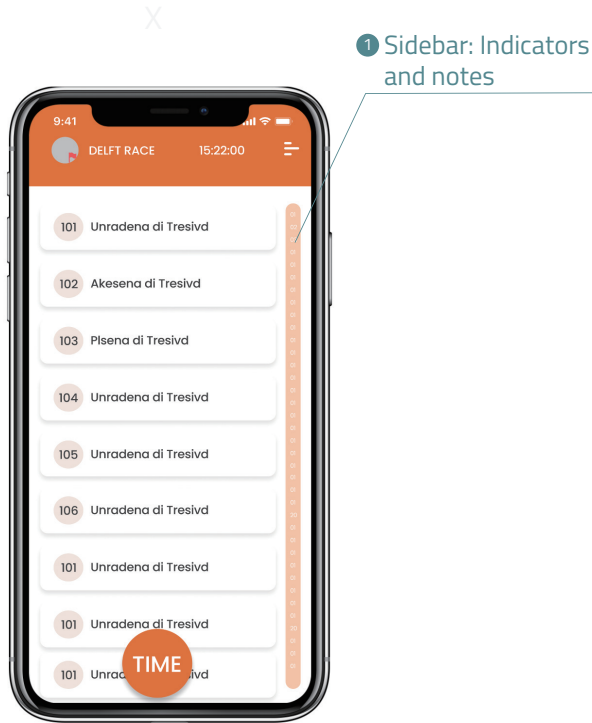 X
1 Sidebar: Indicators
and notes
9:41
DELFT RACE 15:22:00
101 Unradena di Tresivd
102 Akesena di Tresivd
103 Plsena di Tresivd
104 Unradena di Tresivd
105 Unradena di Tresivd
106 Unradena di Tresivd
101 Unradena di Tresivd
101 Unradena di Tresivd
TIME
101 Unrad ivd